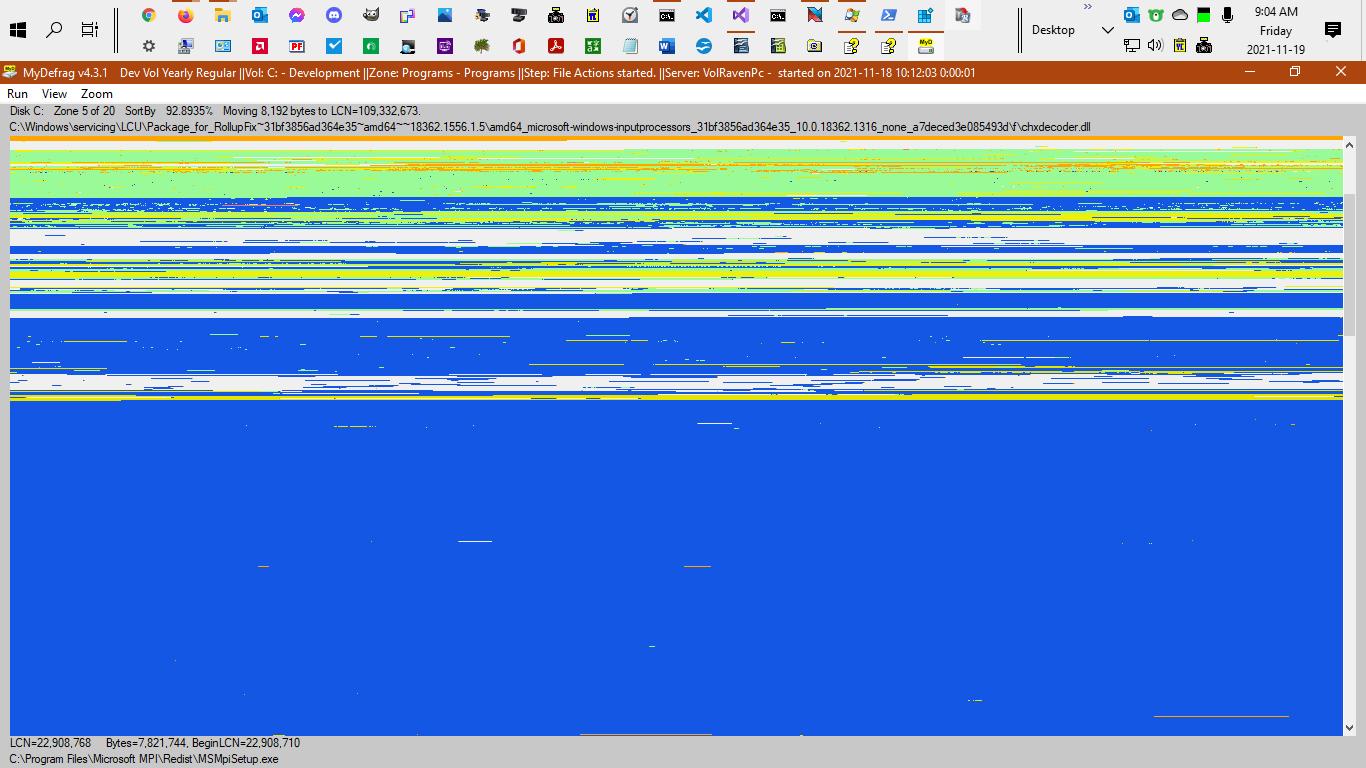 9:04 AM
Desktop
Friday
2021-11-19
MyDefrag v4.3.1 Dev Vol Yearly Regular ||Vol: C: - Development ||Zone: Programs - Programs ||Step: File Actions started. ||Server: VolRavenPc - started on 2021-11-18 10:12:03 0:00:01
Run View Zoom
Disk C: Zone 5 of 20 SortBy 92.8935% Moving 8,192 bytes to LCN=109,332,673.
C:\Windows\servicing\LCU\Package_for_RollupFix~31bf3856ad364e35~amd64~~18362.1556.1.5\amd64_microsoft-windows-inputprocessors_31bf3856ad364e35_10.0.18362.1316_none_a7deced3e085493d\f\chxdecoder.dll
LCN=22,908,768 Bytes=7,821,744, BeginLCN=22,908,710
C:\Program Files\Microsoft MPI\Redist\MSMpiSetup.exe